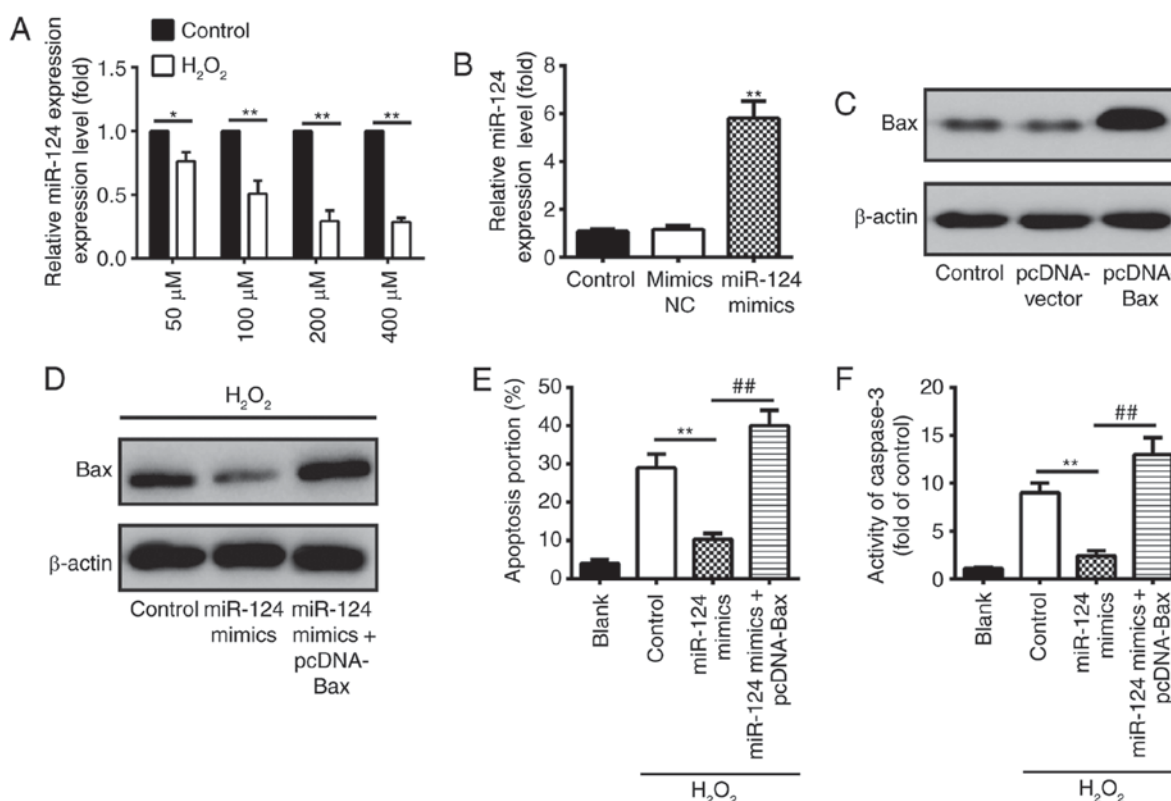 A
Control
H₂O₂
Relative miR-124 expression
expression level (fold)
1.5
1.0
0.5
0.0
*
**
**
**
50 µM
100 µM
200 µM
400 µM
B
Relative miR-124
expression level (fold)
8
6
4
2
0
**
Control
Mimics
NC
miR-124
mimics
C
Bax
β-actin
Control
pcDNA-
vector
pcDNA-
Bax
D
H₂O₂
Bax
β-actin
Control
miR-124
mimics
miR-124
mimics +
pcDNA-
Bax
E
Apoptosis portion (%)
50
40
30
20
10
0
**
##
Blank
Control
miR-124
mimics
miR-124 mimics +
pcDNA-Bax
H₂O₂
F
Activity of caspase-3
(fold of control)
20
15
10
5
0
**
##
Blank
Control
miR-124
mimics
miR-124 mimics +
pcDNA-Bax
H₂O₂